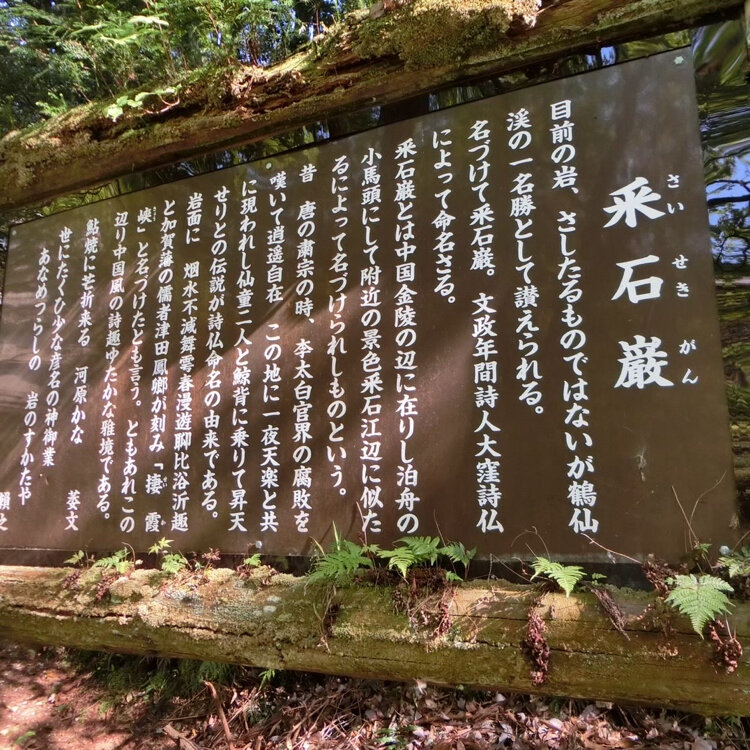 采石巌
さいせきがん
目前の岩、さしたるものではないが鶴仙
渓の一名勝として讃えられる。
名づけて采石巌。文政年間詩人大窪詩仏
によって命名さる。
采石巌とは中国金陵の辺に在りし泊舟の
小馬頭にして附近の景色采石江辺に似た
るによって名づけられしものという。
昔 唐の粛宗の時、李太白官界の腐敗を
嘆いて逍遥自在 この地に一夜天楽と共
に現われし仙童二人と鯨背に乗りて昇天
せりとの伝説が詩仏命名の由来である。
岩面に 烟水不減舞雩春漫遊聊比浴沂趣
と加賀藩の儒者津田鳳卿が刻み「捿霞
峡」と名づけたとも言う。ともあれこの
辺り中国風の詩趣ゆたかな雅境である。
鮎焼に芒折来る 河原かな 菱文
せにたくひ少な彦名の神御業
あなめつらしの 岩のすかたや
頼之